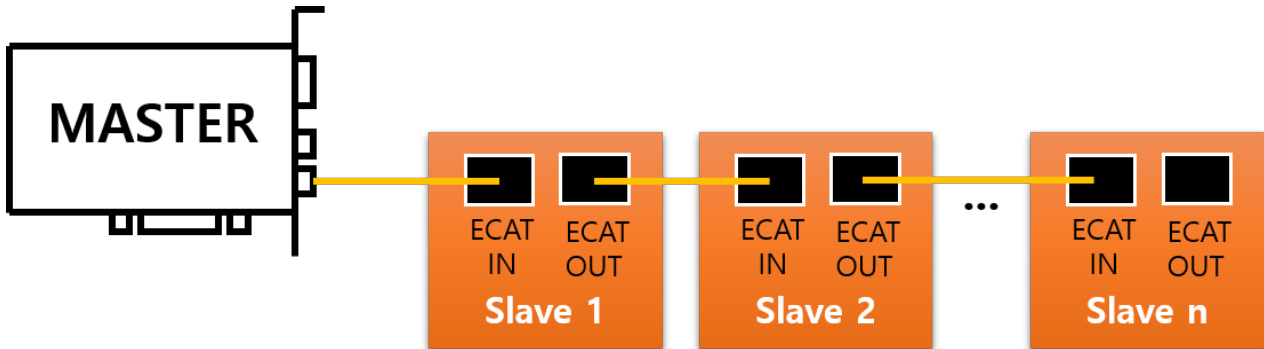 MASTER
ECAT IN
ECAT OUT
Slave 1
ECAT IN
ECAT OUT
Slave 2
...
ECAT IN
ECAT OUT
Slave n